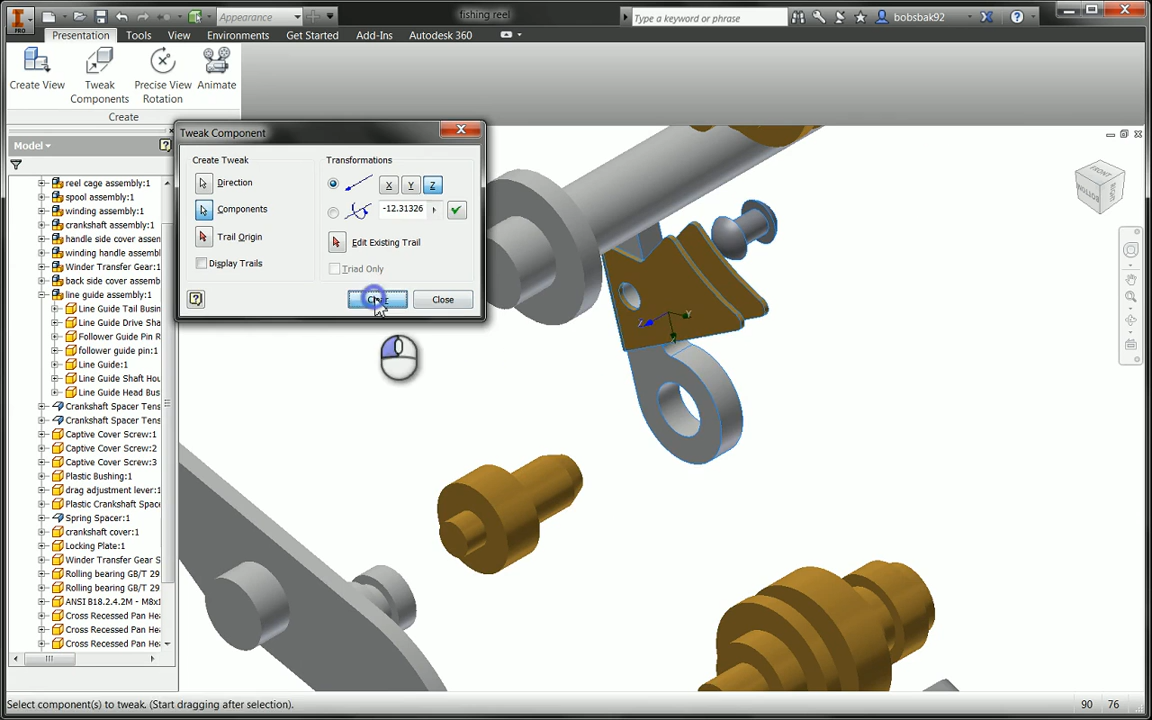 PRO
Appearance
fishing reel
Type a keyword or phrase
bobsbak92
Presentation Tools View Environments Get Started Add-Ins Autodesk 360
Create View
Tweak Components
Precise View Rotation
Animate
Create
Model
Tweak Component
Create Tweak
Direction
Components
Trail Origin
Display Trails
Transformations
X Y Z
-12.31326
Edit Existing Trail
Triad Only
Close
reel cage assembly:1
spool assembly:1
winding assembly:1
crankshaft assembly:1
handle side cover assem
winding handle assemb
Winder Transfer Gear:1
back side cover assemb
line guide assembly:1
Line Guide Tail Busin
Line Guide Drive Sha
Follower Guide Pin R
follower guide pin:1
Line Guide:1
Line Guide Shaft Hou
Line Guide Head Bus
Crankshaft Spacer Tens
Crankshaft Spacer Tens
Captive Cover Screw:1
Captive Cover Screw:2
Captive Cover Screw:3
Plastic Bushing:1
drag adjustment lever:1
Plastic Crankshaft Space
Spring Spacer:1
crankshaft cover:1
Locking Plate:1
Winder Transfer Gear S
Rolling bearing GB/T 29
Rolling bearing GB/T 29
ANSI B18.2.4.2M - M8x1
Cross Recessed Pan He
Cross Recessed Pan He
Cross Recessed Pan He
BOTTOM
Z Y
Select component(s) to tweak. (Start dragging after selection).
90 76